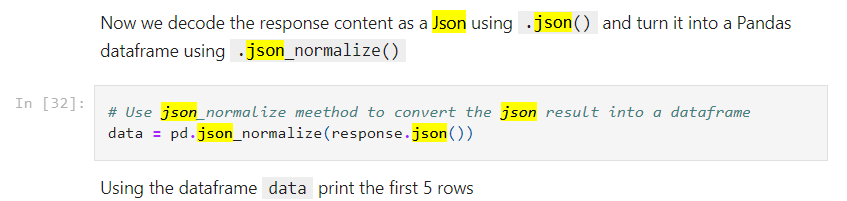 Now we decode the response content as a Json using .json() and turn it into a Pandas
dataframe using .json_normalize()
In [32]:
# Use json_normalize meethod to convert the json result into a dataframe
data = pd.json_normalize(response.json())
Using the dataframe data print the first 5 rows